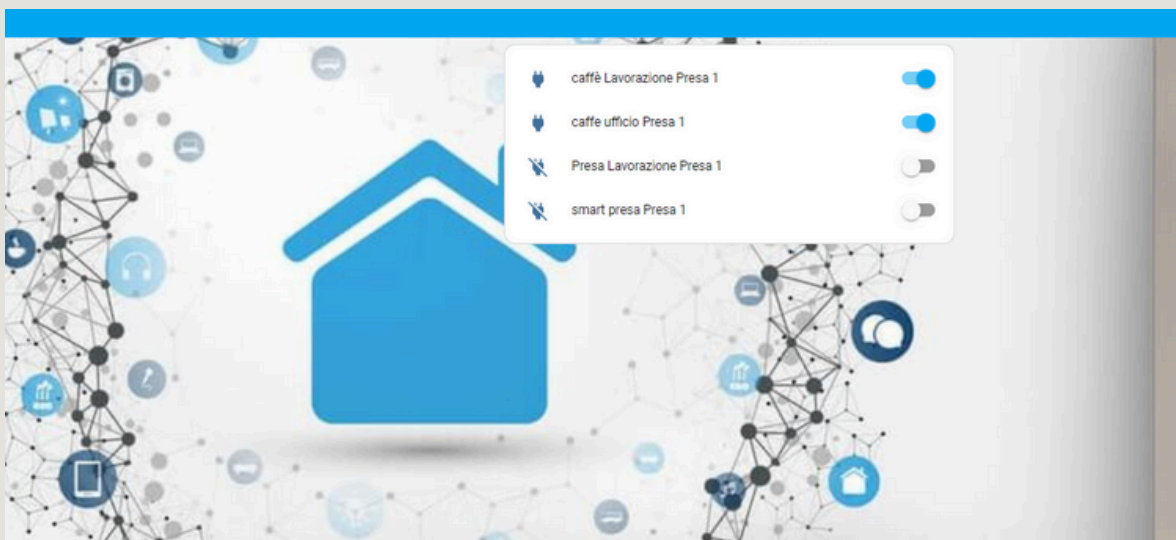 caffè Lavorazione Presa 1
caffe ufficio Presa 1
Presa Lavorazione Presa 1
smart presa Presa 1